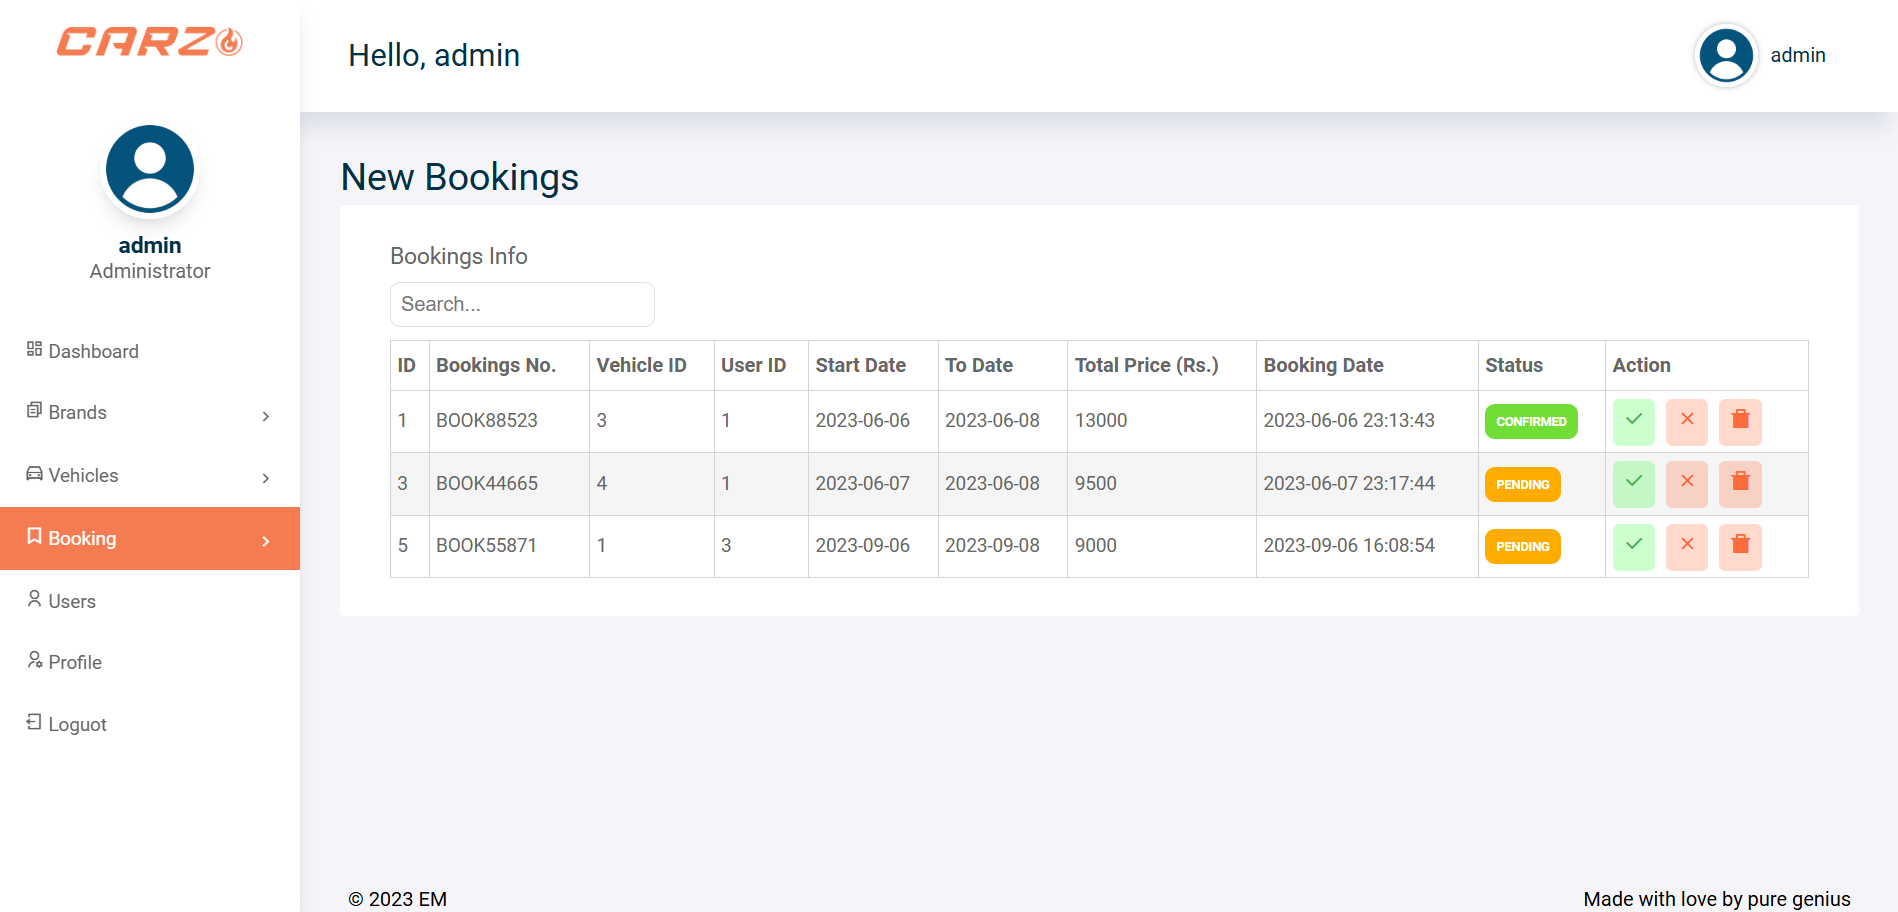 CARZ
Hello, admin
admin
admin
Administrator
Dashboard
Brands
Vehicles
Booking
Users
Profile
Loguot
New Bookings
Bookings Info
Search...
ID Bookings No. Vehicle ID User ID Start Date To Date Total Price (Rs.) Booking Date Status Action
1 BOOK88523 3 1 2023-06-06 2023-06-08 13000 2023-06-06 23:13:43 CONFIRMED
3 BOOK44665 4 1 2023-06-07 2023-06-08 9500 2023-06-07 23:17:44 PENDING
5 BOOK55871 1 3 2023-09-06 2023-09-08 9000 2023-09-06 16:08:54 PENDING
© 2023 EM
Made with love by pure genius